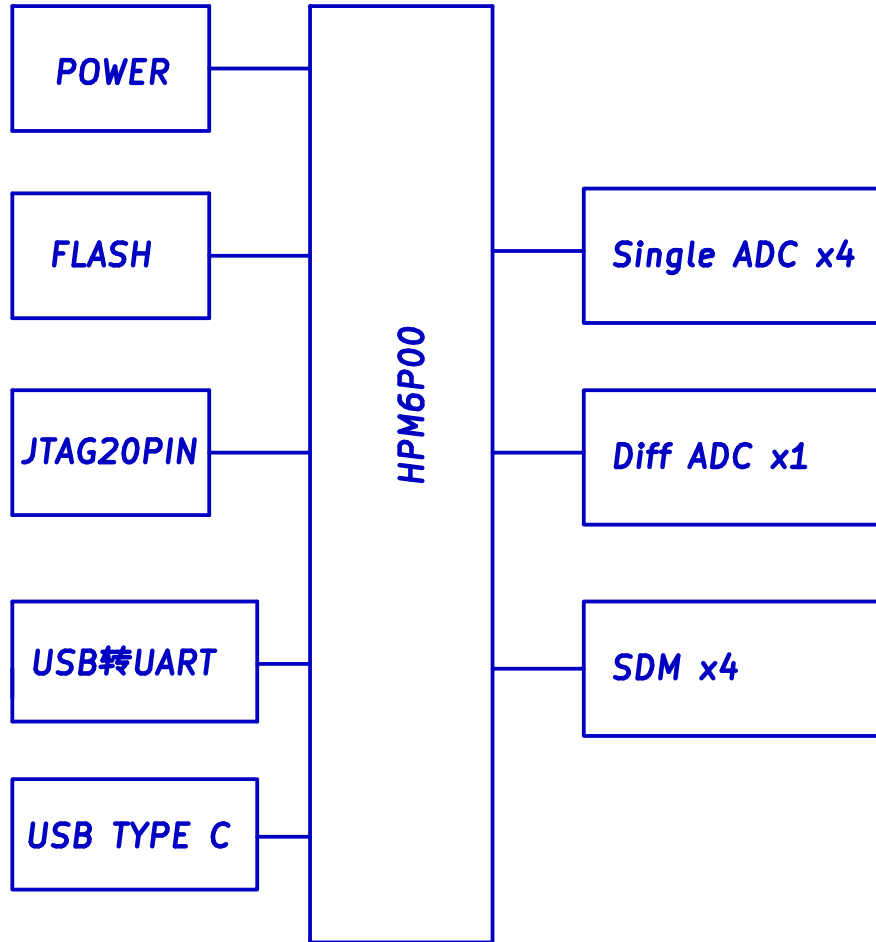 POWER
FLASH
JTAG20PIN
USB转UART
USB TYPE C
HPM6P00
Single ADC x4
Diff ADC x1
SDM x4